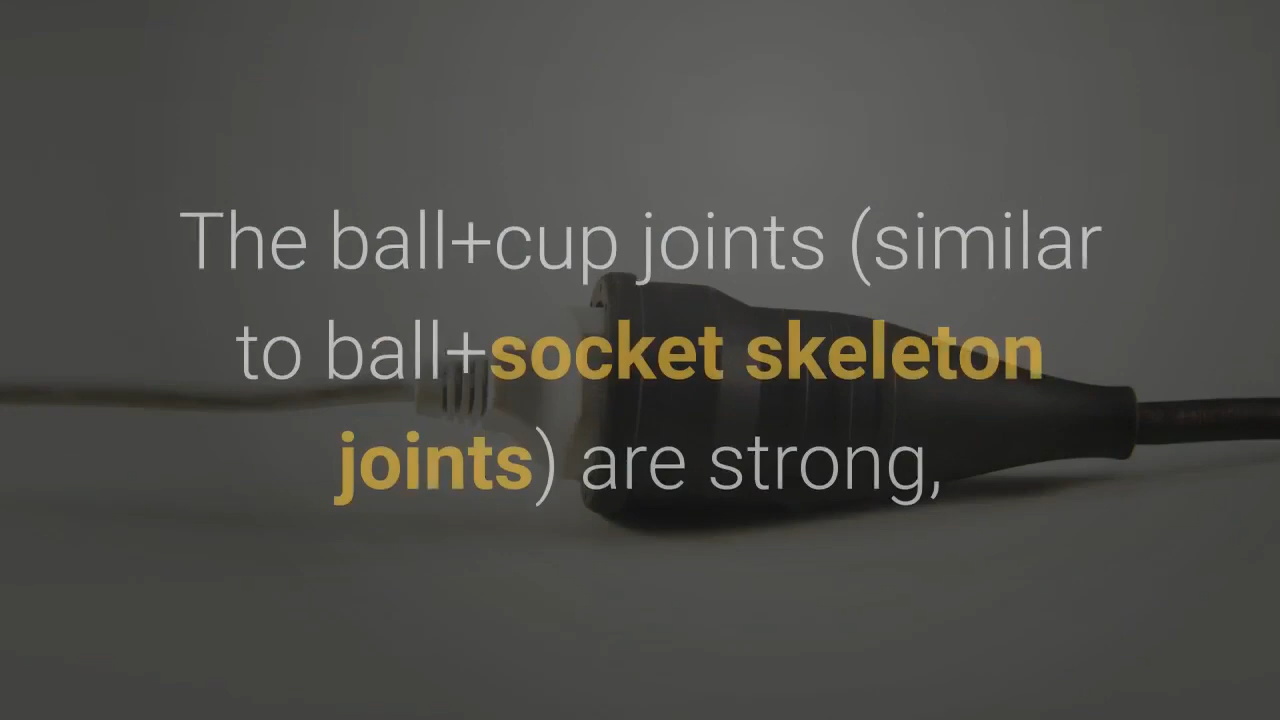 The ball+cup joints (similar
to ball+socket skeleton
joints) are strong,